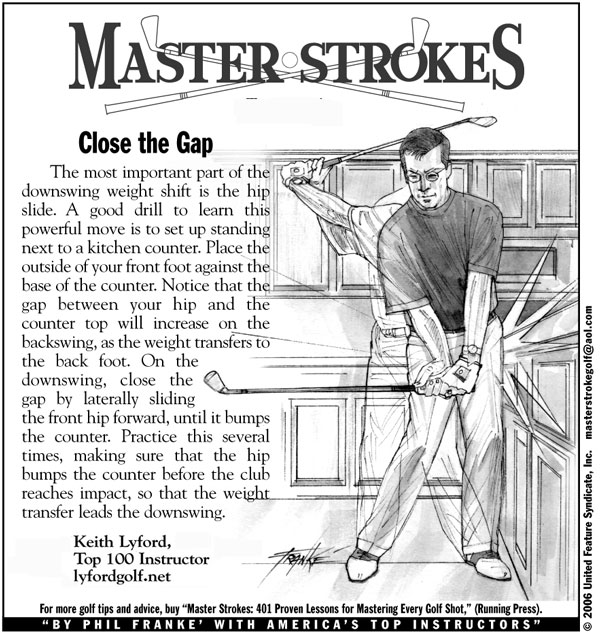 MASTER STROKES
Close the Gap
The most important part of the
downswing weight shift is the hip
slide. A good drill to learn this
powerful move is to set up standing
next to a kitchen counter. Place the
outside of your front foot against the
base of the counter. Notice that the
gap between your hip and the
counter top will increase on the
backswing, as the weight transfers to
the back foot. On the
downswing, close the
gap by laterally sliding
the front hip forward, until it bumps
the counter. Practice this several
times, making sure that the hip
bumps the counter before the club
reaches impact, so that the weight
transfer leads the downswing.
Keith Lyford,
Top 100 Instructor
lyfordgolf.net
FRANKE'
For more golf tips and advice, buy “Master Strokes: 401 Proven Lessons for Mastering Every Golf Shot,” (Running Press).
"BY PHIL FRANKE' WITH AMERICA'S TOP INSTRUCTORS"
© 2006 United Feature Syndicate, Inc. masterstrokegolf@aol.com